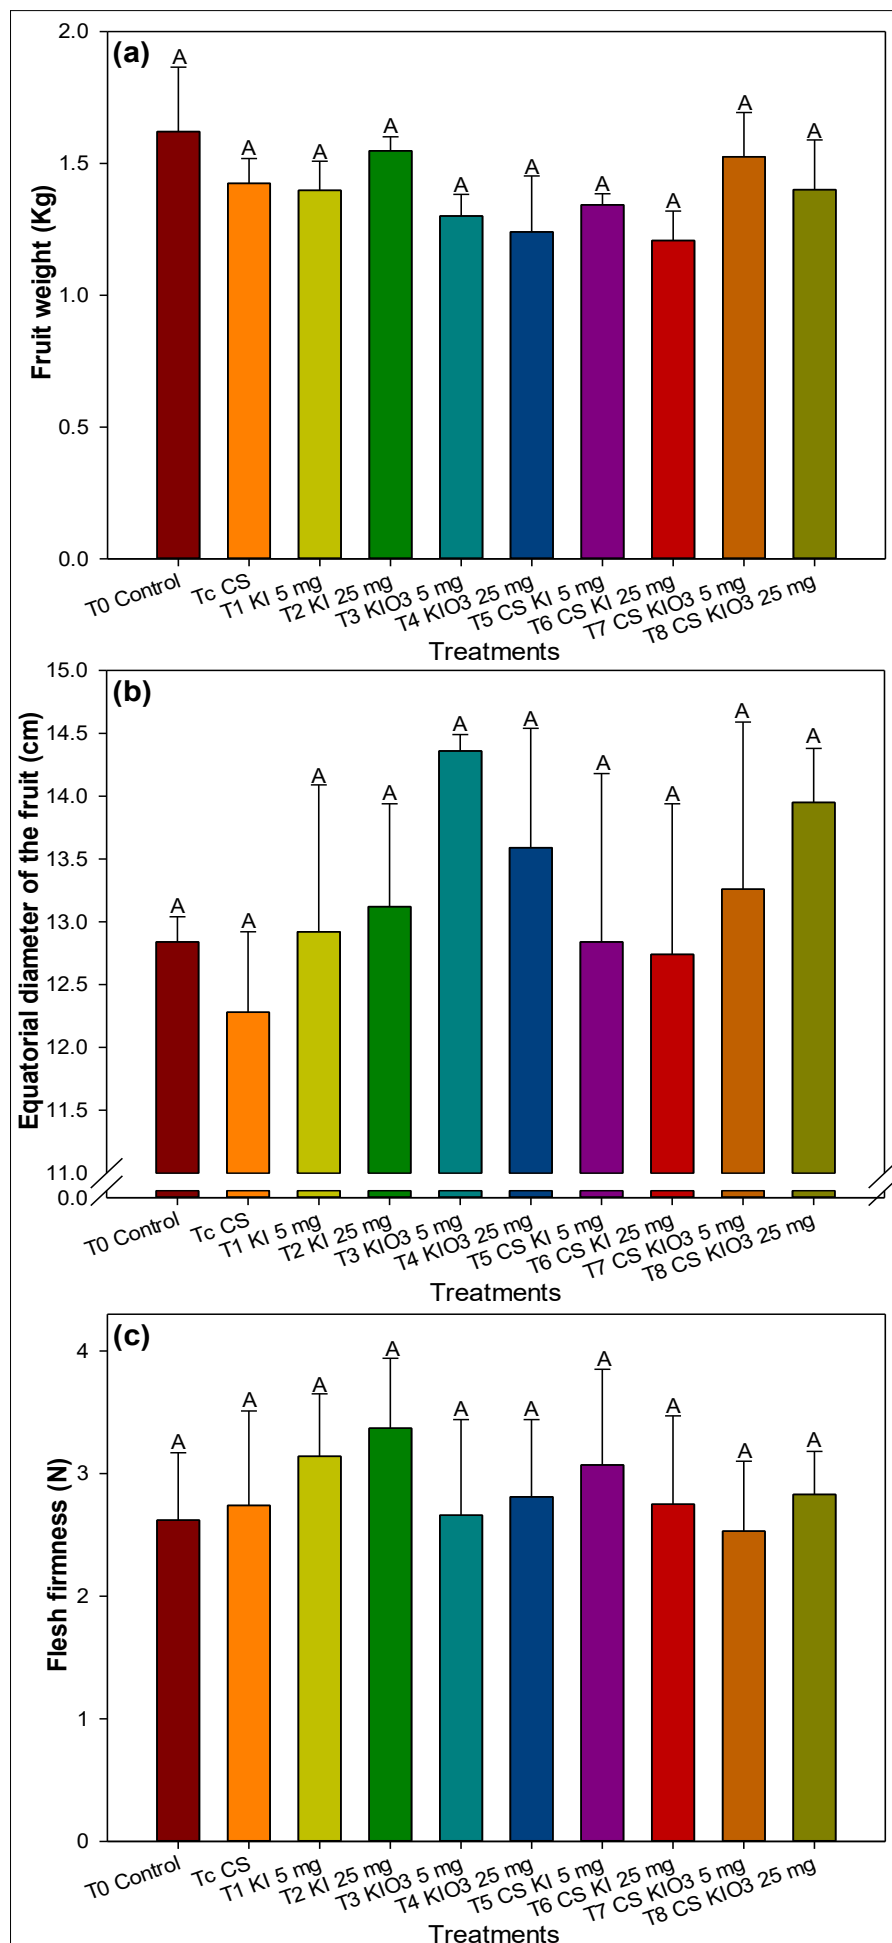 (a)
Fruit weight (Kg)
2.0
1.5
1.0
0.5
0.0
A A A A A A A A A A
T0 Control
Tc CS
T1 KI 5 mg
T2 KI 25 mg
T3 KIO3 5 mg
T4 KIO3 25 mg
T5 CS KI 5 mg
T6 CS KI 25 mg
T7 CS KIO3 5 mg
T8 CS KIO3 25 mg
Treatments
(b)
Equatorial diameter of the fruit (cm)
15.0
14.5
14.0
13.5
13.0
12.5
12.0
11.5
11.0
0.0
A A A A A A A A A A
T0 Control
Tc CS
T1 KI 5 mg
T2 KI 25 mg
T3 KIO3 5 mg
T4 KIO3 25 mg
T5 CS KI 5 mg
T6 CS KI 25 mg
T7 CS KIO3 5 mg
T8 CS KIO3 25 mg
Treatments
(c)
Flesh firmness (N)
4
3
2
1
0
A A A A A A A A A A
T0 Control
Tc CS
T1 KI 5 mg
T2 KI 25 mg
T3 KIO3 5 mg
T4 KIO3 25 mg
T5 CS KI 5 mg
T6 CS KI 25 mg
T7 CS KIO3 5 mg
T8 CS KIO3 25 mg
Treatments